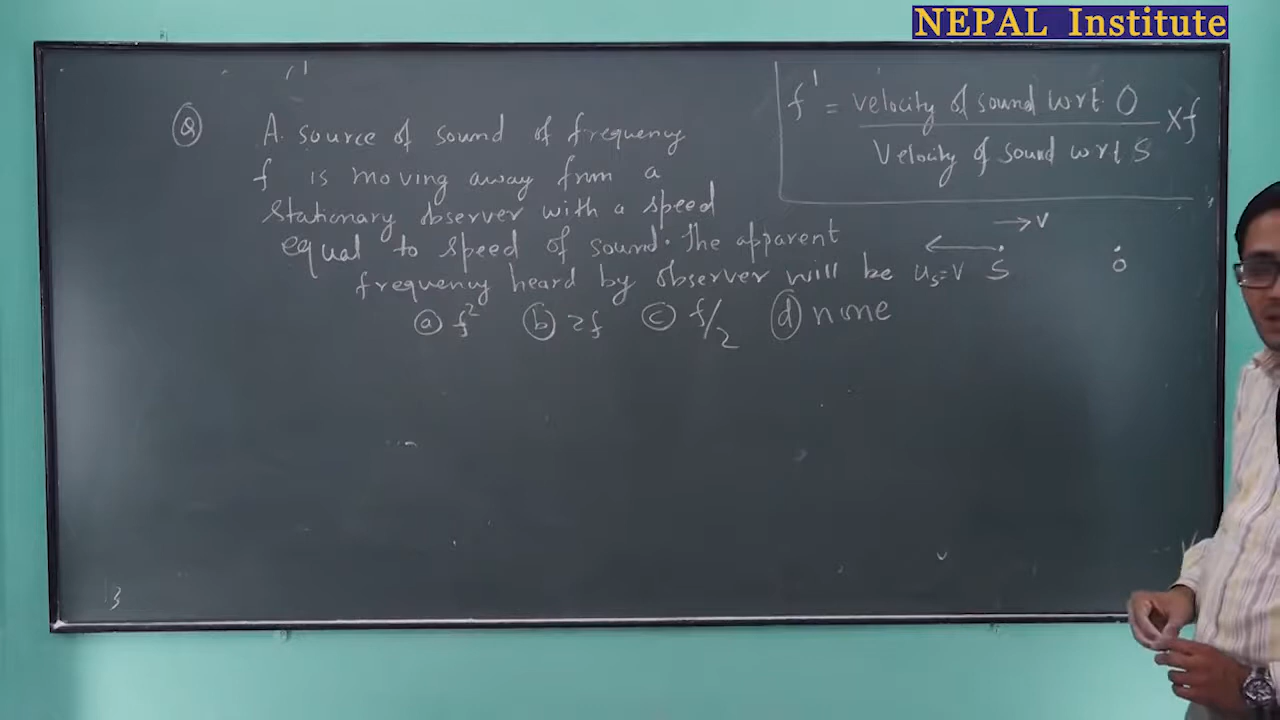 NEPAL Institute
f' = velocity of sound w r t. O
Velocity of sound w r t S
× f
Q
A source of sound of frequency
f is moving away from a
stationary observer with a speed
equal to speed of sound. The apparent
frequency heard by observer will be
(a) f² (b) 2f (c) f/2 (d) none
→ v
←
uₛ=v S
O
3